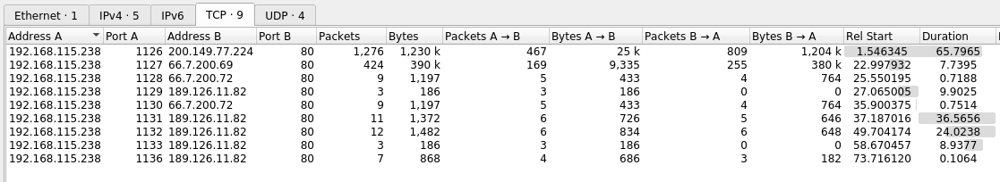 Ethernet · 1 IPv4 · 5 IPv6 TCP · 9 UDP · 4
Address A Port A Address B Port B Packets Bytes Packets A → B Bytes A → B Packets B → A Bytes B → A Rel Start Duration
192.168.115.238 1126 200.149.77.224 80 1,276 1,230 k 467 25 k 809 1,204 k 1.546345 65.7965
192.168.115.238 1127 66.7.200.69 80 424 390 k 169 9,335 255 380 k 22.997932 7.7395
192.168.115.238 1128 66.7.200.72 80 9 1,197 5 433 4 764 25.550195 0.7188
192.168.115.238 1129 189.126.11.82 80 3 186 3 186 0 0 27.065005 9.9025
192.168.115.238 1130 66.7.200.72 80 9 1,197 5 433 4 764 35.900375 0.7514
192.168.115.238 1131 189.126.11.82 80 11 1,372 6 726 5 646 37.187016 36.5656
192.168.115.238 1132 189.126.11.82 80 12 1,482 6 834 6 648 49.704174 24.0238
192.168.115.238 1133 189.126.11.82 80 3 186 3 186 0 0 58.670457 8.9377
192.168.115.238 1136 189.126.11.82 80 7 868 4 686 3 182 73.716120 0.1064